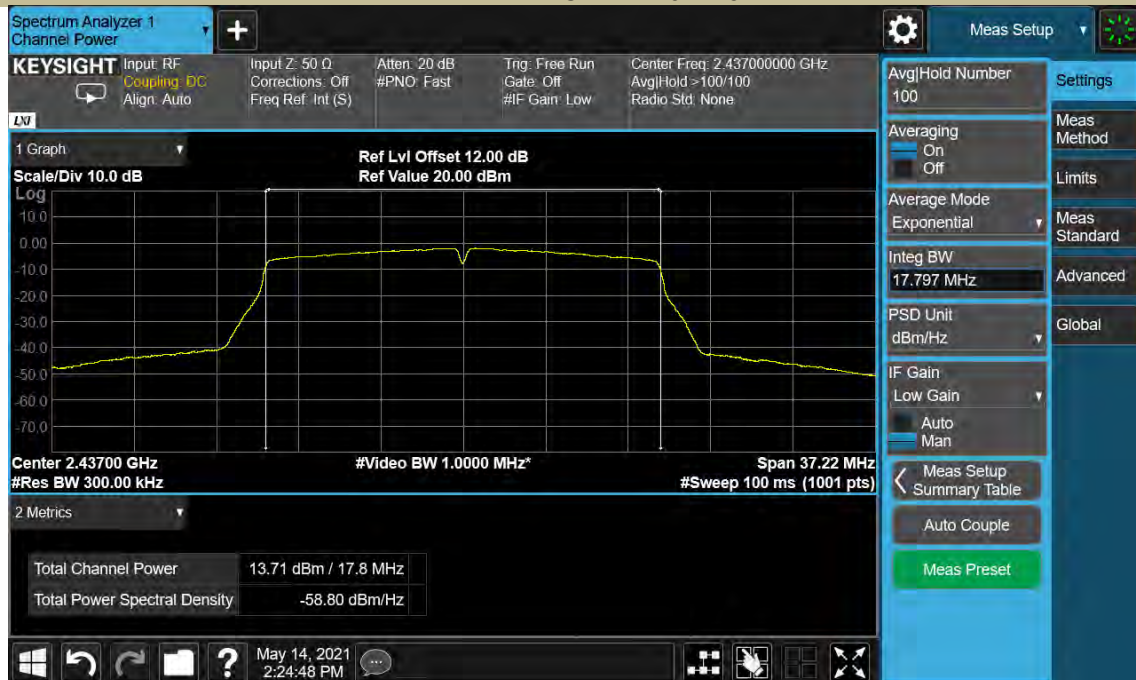 Spectrum Analyzer 1
Channel Power
+
Meas Setup
KEYSIGHT
Input: RF
Coupling: DC
Align: Auto
Input Z: 50 Ω
Corrections: Off
Freq Ref: Int (S)
Atten: 20 dB
#PNO: Fast
Trig: Free Run
Gate: Off
#IF Gain: Low
Center Freq: 2.437000000 GHz
Avg|Hold >100/100
Radio Std: None
LXI
1 Graph
Scale/Div 10.0 dB
Ref Lvl Offset 12.00 dB
Ref Value 20.00 dBm
Log
10.0
0.00
-10.0
-20.0
-30.0
-40.0
-50.0
-60.0
-70.0
Center 2.43700 GHz
#Video BW 1.0000 MHz*
Span 37.22 MHz
#Res BW 300.00 kHz
#Sweep 100 ms (1001 pts)
2 Metrics
Total Channel Power 13.71 dBm / 17.8 MHz
Total Power Spectral Density -58.80 dBm/Hz
Avg|Hold Number
100
Averaging
On
Off
Average Mode
Exponential
Integ BW
17.797 MHz
PSD Unit
dBm/Hz
IF Gain
Low Gain
Auto
Man
Meas Setup
Summary Table
Auto Couple
Meas Preset
Settings
Meas
Method
Limits
Meas
Standard
Advanced
Global
?
May 14, 2021
2:24:48 PM